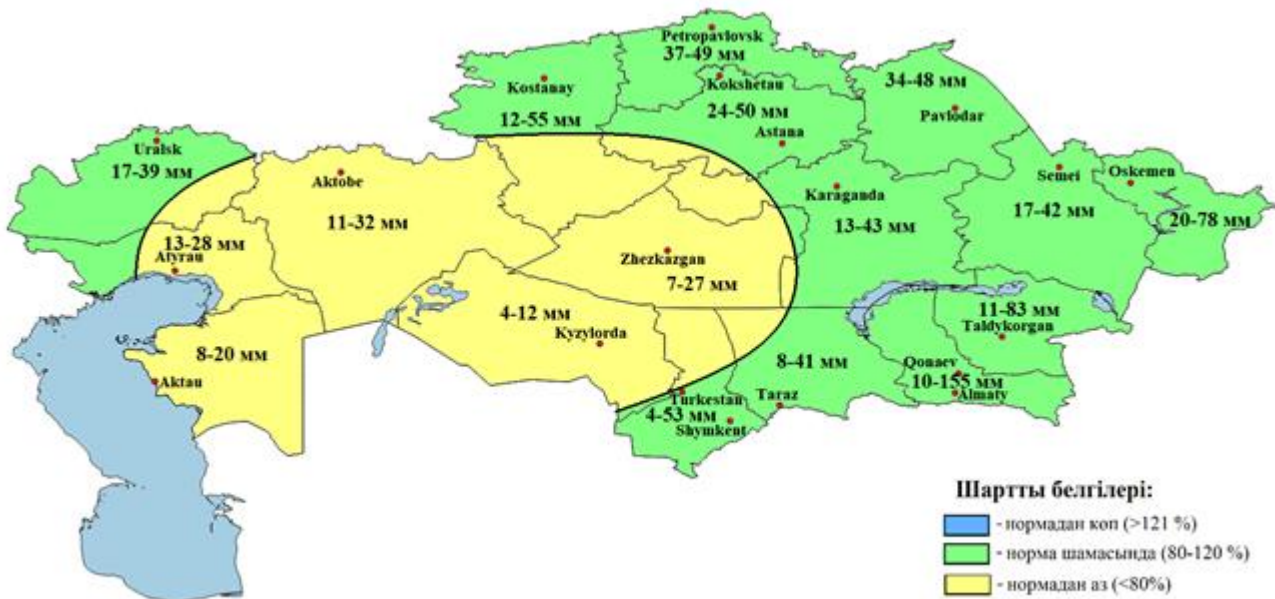 Petropavlovsk
37-49 мм
Kostanay
12-55 мм
Kokshetau
24-50 мм
Astana
34-48 мм
Pavlodar
Uralsk
17-39 мм
Aktobe
11-32 мм
Karaganda
13-43 мм
Semei
17-42 мм
Oskemen
20-78 мм
13-28 мм
Atyrau
Zhezkazgan
7-27 мм
4-12 мм
Kyzylorda
8-20 мм
Aktau
11-83 мм
Taldykorgan
8-41 мм
Taraz
Qonaev
10-155 мм
Almaty
Turkestan
4-53 мм
Shymkent
Шартты белгілері:
- нормадан көп (>121 %)
- норма шамасында (80-120 %)
- нормадан аз (<80%)